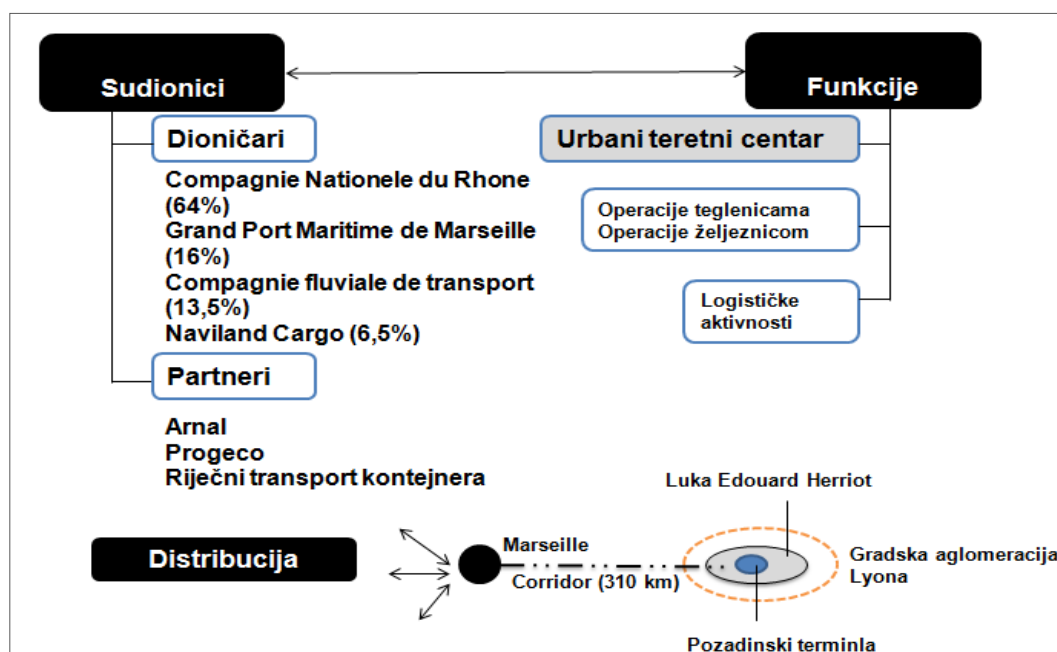 Sudionici
Funkcije
Dioničari
Urbani teretni centar
Compagnie Nationele du Rhone
(64%)
Grand Port Maritime de Marseille
(16%)
Compagnie fluviale de transport
(13,5%)
Naviland Cargo (6,5%)
Operacije teglenicama
Operacije željeznicom
Logističke
aktivnosti
Partneri
Arnal
Progeco
Riječni transport kontejnera
Luka Edouard Herriot
Distribucija
Marseille
Corridor (310 km)
Gradska aglomeracija
Lyona
Pozadinski terminla